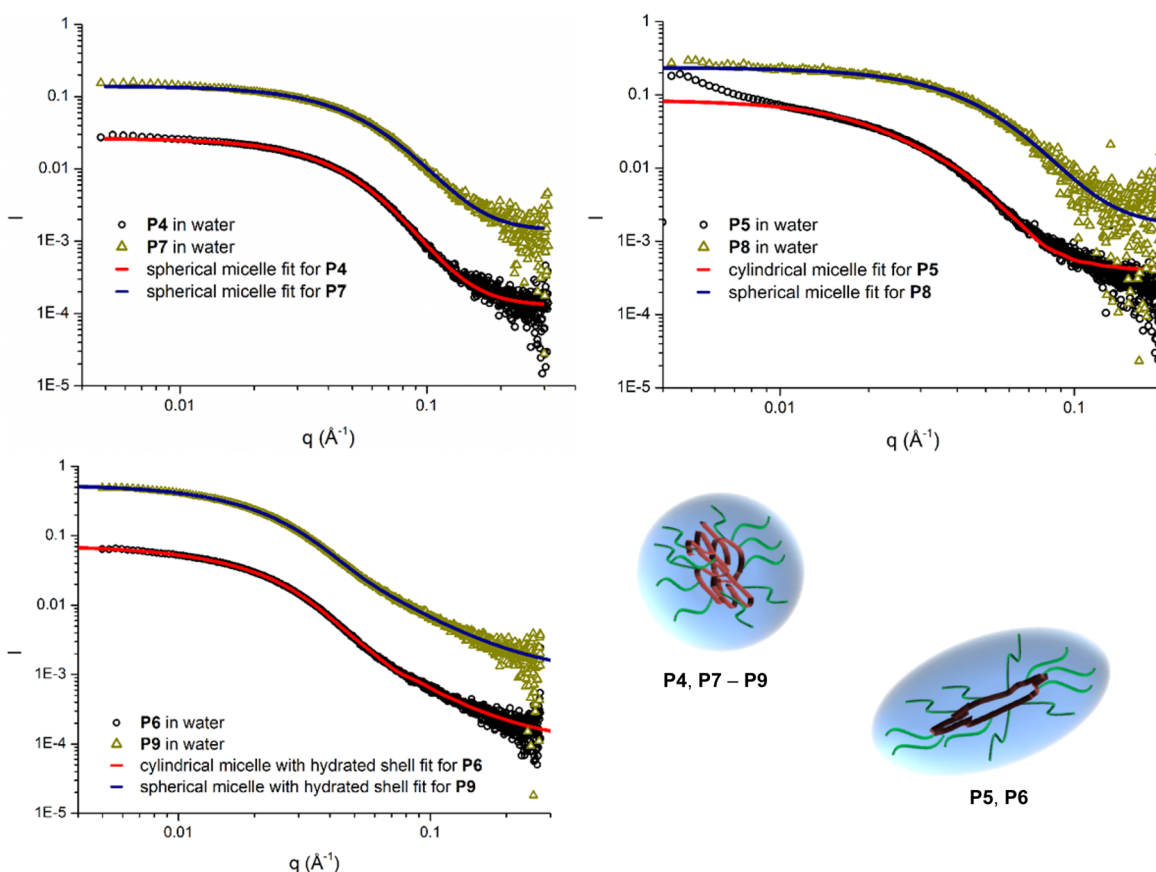 1
0.1
0.01
1E-3
1E-4
1E-5
I
P4 in water
P7 in water
spherical micelle fit for P4
spherical micelle fit for P7
0.01
0.1
q (Å⁻¹)
1
0.1
0.01
1E-3
1E-4
1E-5
I
P5 in water
P8 in water
cylindrical micelle fit for P5
spherical micelle fit for P8
0.01
0.1
q (Å⁻¹)
1
0.1
0.01
1E-3
1E-4
1E-5
I
P6 in water
P9 in water
cylindrical micelle with hydrated shell fit for P6
spherical micelle with hydrated shell fit for P9
0.01
0.1
q (Å⁻¹)
P4, P7 – P9
P5, P6